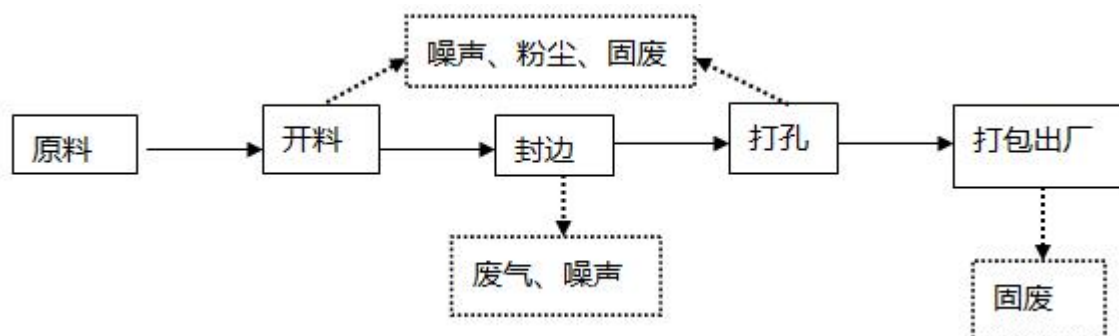 噪声、粉尘、固废
原料
开料
封边
打孔
打包出厂
废气、噪声
固废